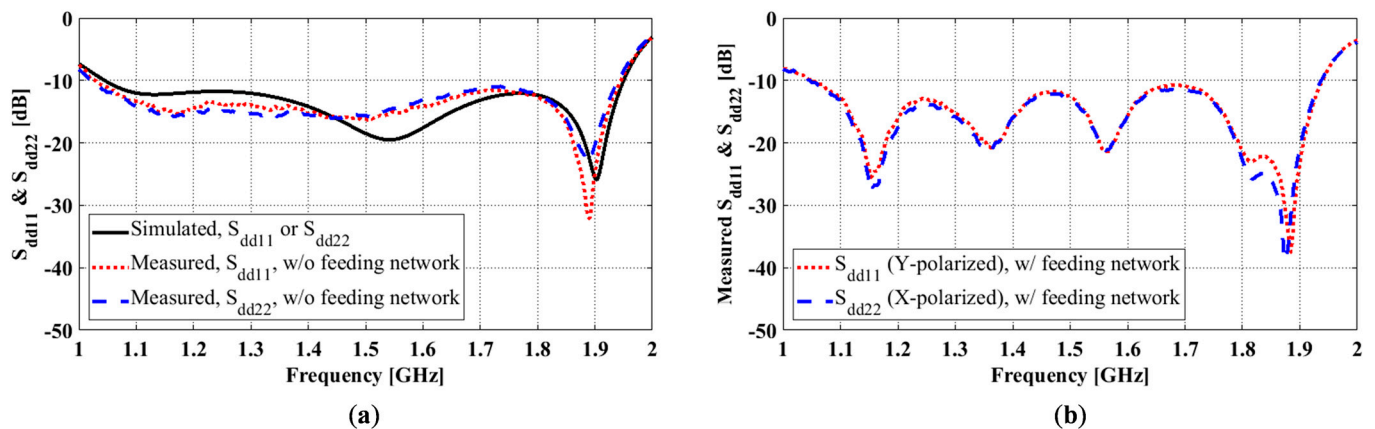 S_dd11 & S_dd22 [dB]
0
-10
-20
-30
-40
-50
Simulated, S_dd11 or S_dd22
Measured, S_dd11, w/o feeding network
Measured, S_dd22, w/o feeding network
1 1.1 1.2 1.3 1.4 1.5 1.6 1.7 1.8 1.9 2
Frequency [GHz]
(a)
Measured S_dd11 & S_dd22 [dB]
0
-10
-20
-30
-40
-50
S_dd11 (Y-polarized), w/ feeding network
S_dd22 (X-polarized), w/ feeding network
1 1.1 1.2 1.3 1.4 1.5 1.6 1.7 1.8 1.9 2
Frequency [GHz]
(b)